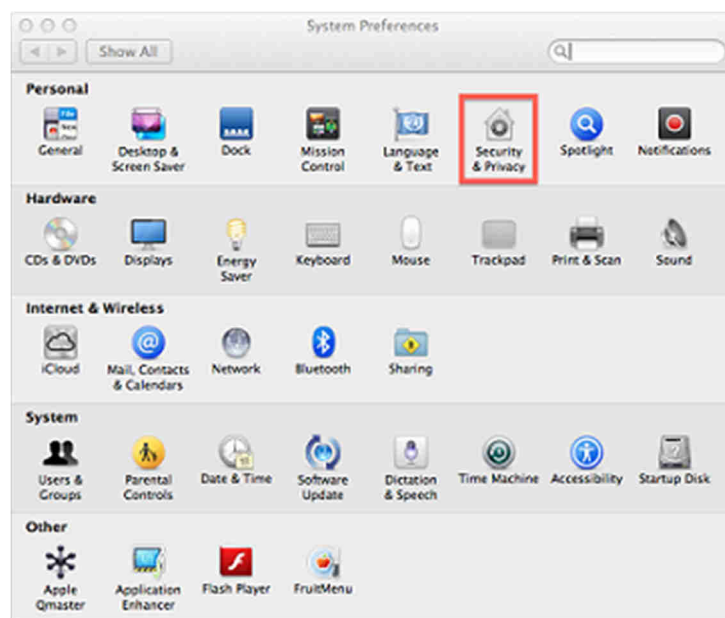 System Preferences
Show All
Personal
General
Desktop & Screen Saver
Dock
Mission Control
Language & Text
Security & Privacy
Spotlight
Notifications
Hardware
CDs & DVDs
Displays
Energy Saver
Keyboard
Mouse
Trackpad
Print & Scan
Sound
Internet & Wireless
iCloud
Mail, Contacts & Calendars
Network
Bluetooth
Sharing
System
Users & Groups
Parental Controls
Date & Time
Software Update
Dictation & Speech
Time Machine
Accessibility
Startup Disk
Other
Apple Qmaster
Application Enhancer
Flash Player
FruitMenu